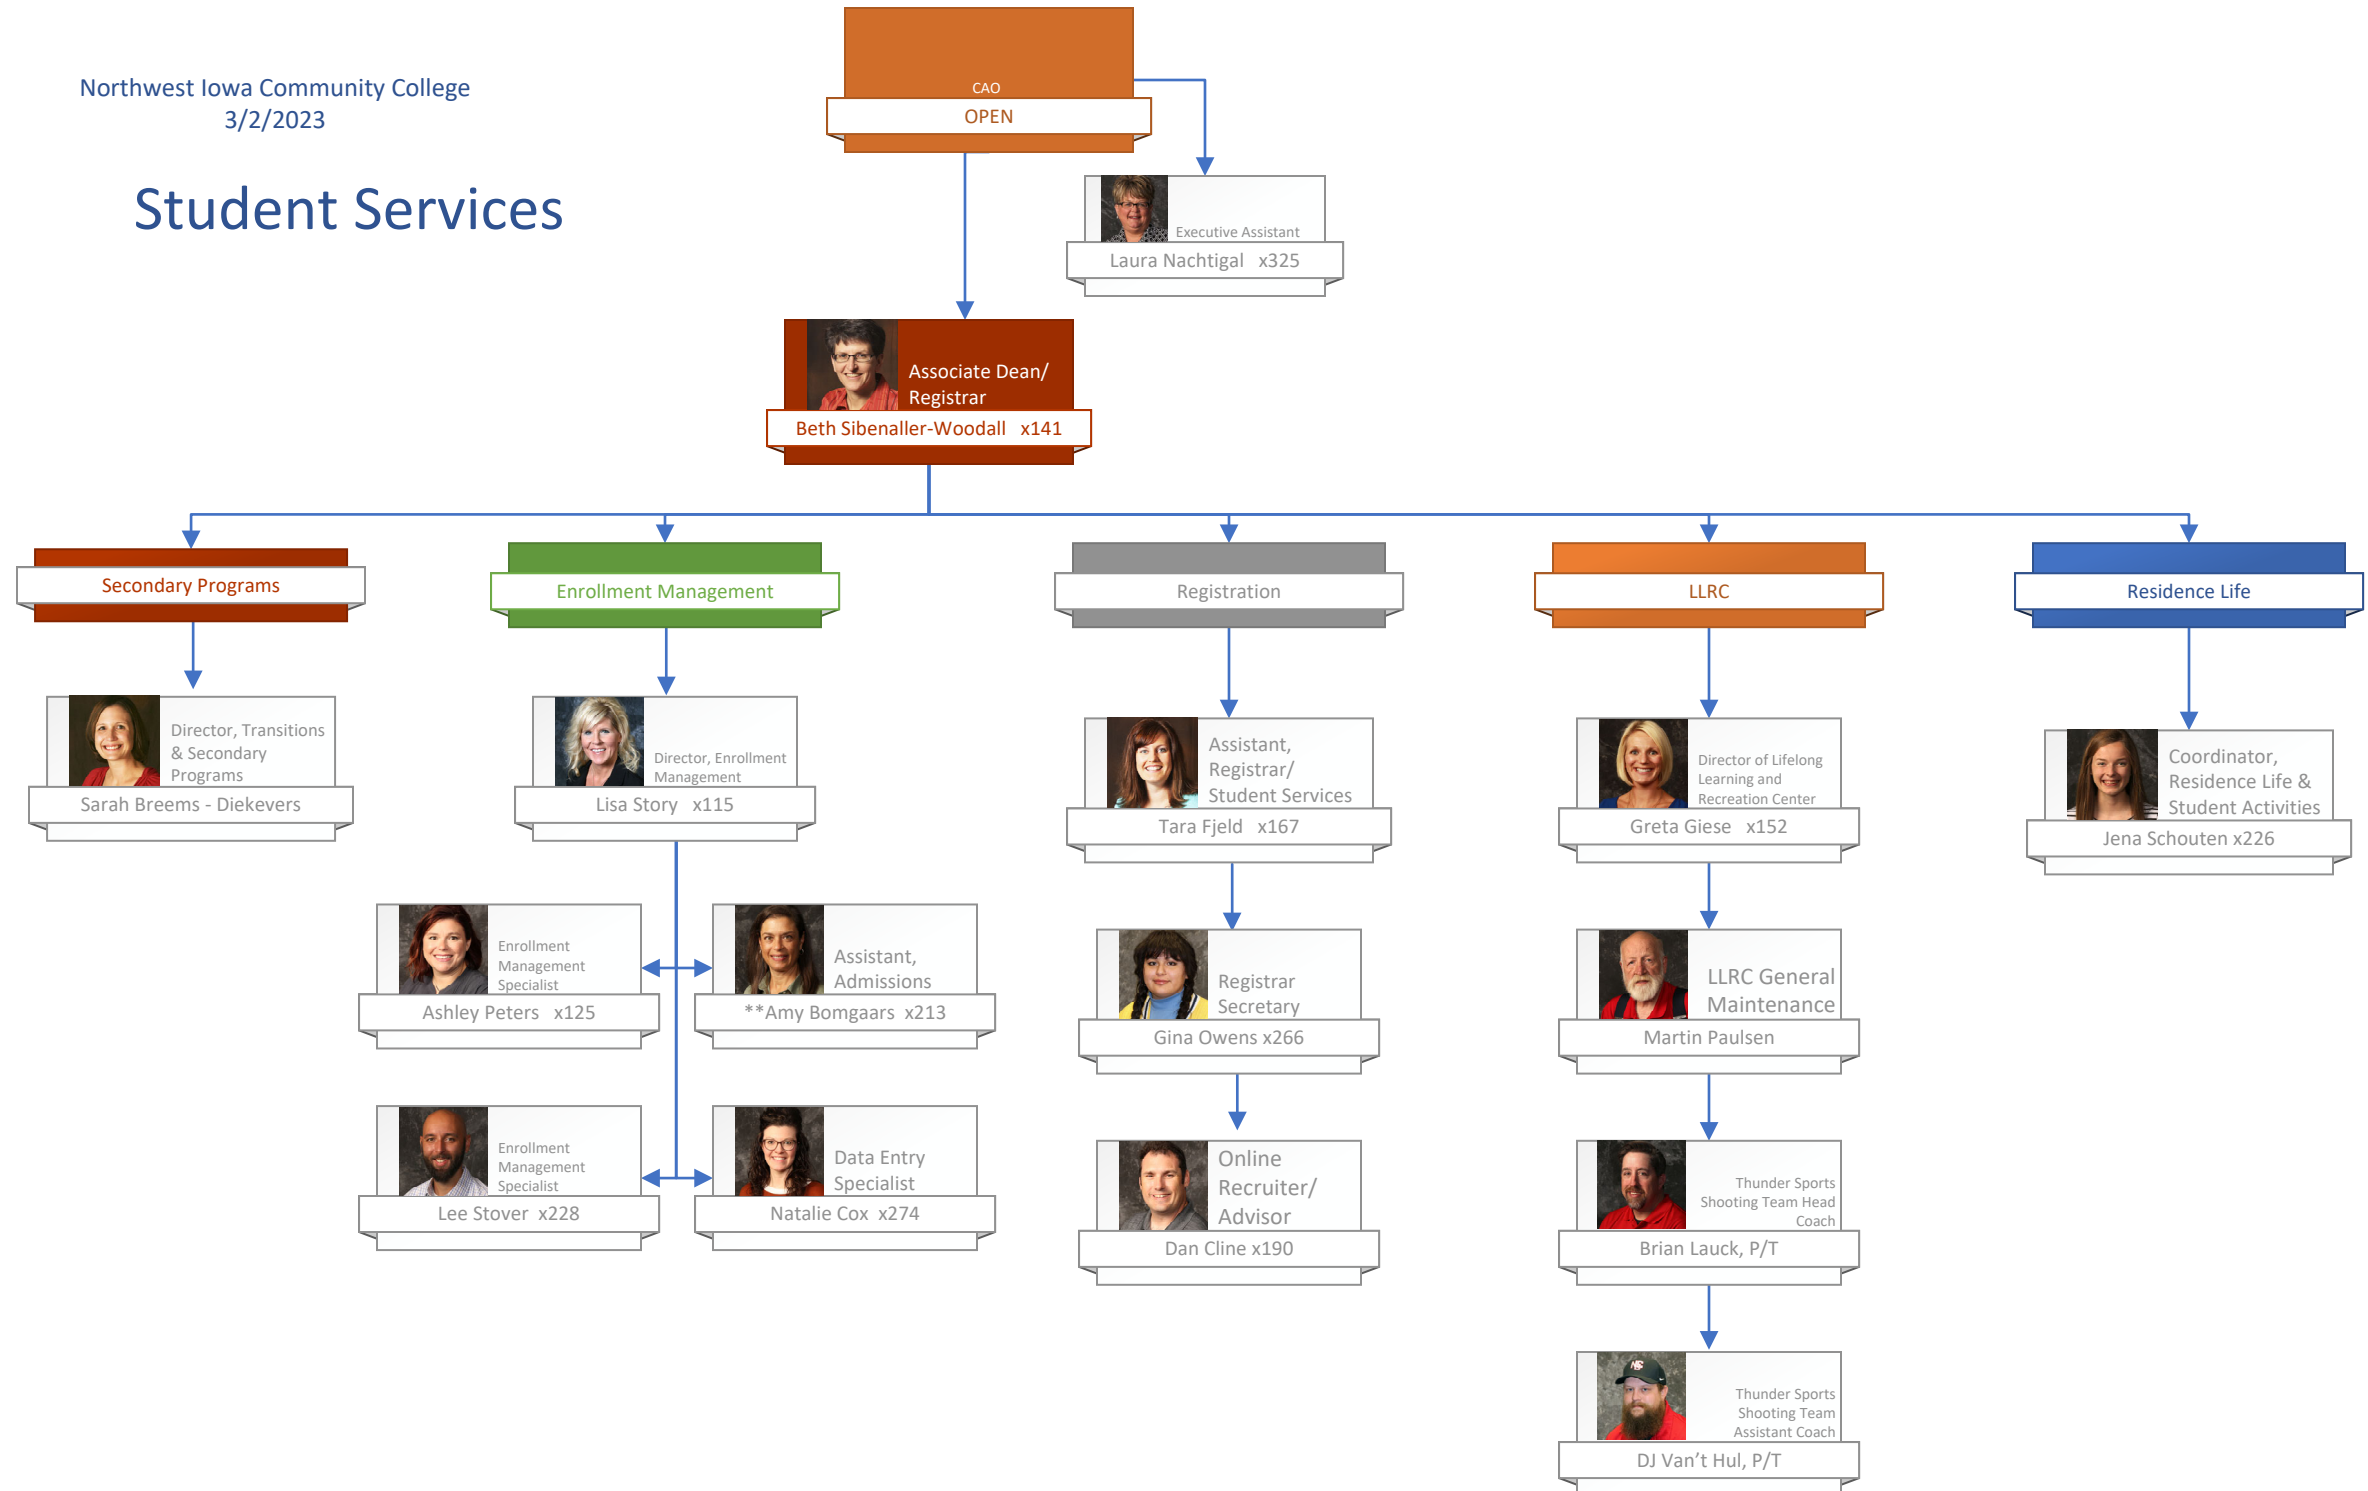 Northwest Iowa Community College
3/2/2023
Student Services
CAO
OPEN
Executive Assistant
Laura Nachtigal x325
Associate Dean/
Registrar
Beth Sibenaller-Woodall x141
Secondary Programs
Enrollment Management
Registration
LLRC
Residence Life
Director, Transitions
& Secondary
Programs
Sarah Breems - Diekevers
Director, Enrollment
Management
Lisa Story x115
Assistant,
Registrar/
Student Services
Tara Fjeld x167
Director of Lifelong
Learning and
Recreation Center
Greta Giese x152
Coordinator,
Residence Life &
Student Activities
Jena Schouten x226
Enrollment
Management
Specialist
Ashley Peters x125
Assistant,
Admissions
**Amy Bomgaars x213
Registrar
Secretary
Gina Owens x266
LLRC General
Maintenance
Martin Paulsen
Enrollment
Management
Specialist
Lee Stover x228
Data Entry
Specialist
Natalie Cox x274
Online
Recruiter/
Advisor
Dan Cline x190
Thunder Sports
Shooting Team Head
Coach
Brian Lauck, P/T
Thunder Sports
Shooting Team
Assistant Coach
DJ Van’t Hul, P/T